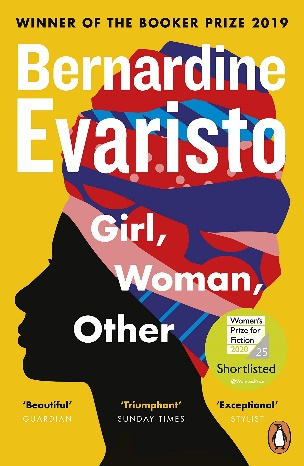 WINNER OF THE BOOKER PRIZE 2019
Bernardine
Evaristo
Girl,
Woman,
Other
Women's
Prize for
Fiction
2020 25
Shortlisted
‘Beautiful’ ‘Triumphant’ ‘Exceptional’
GUARDIAN SUNDAY TIMES STYLIST